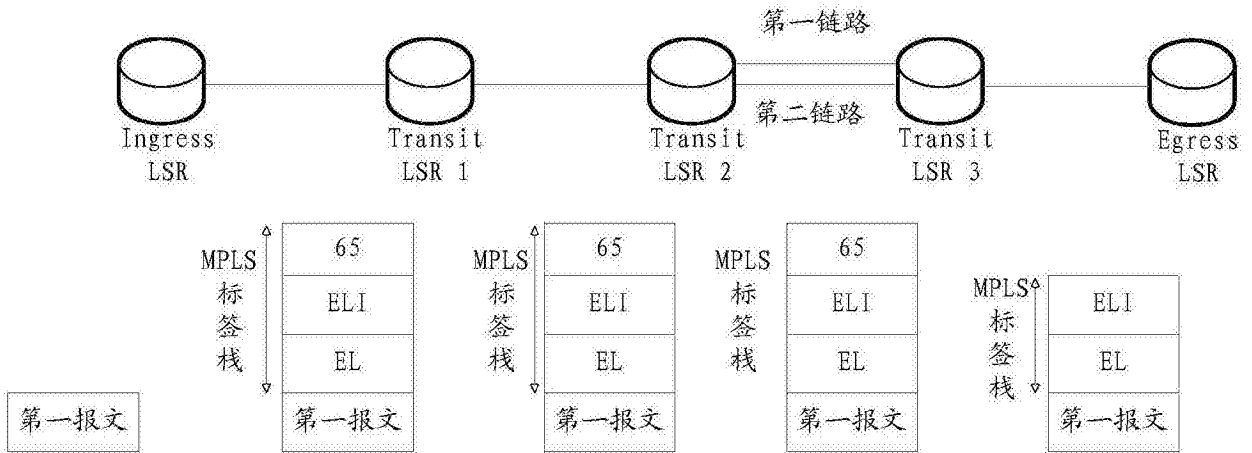 第一链路
第二链路
Ingress
LSR
Transit
LSR 1
Transit
LSR 2
Transit
LSR 3
Egress
LSR
第一报文
MPLS
标
签
栈
65
ELI
EL
第一报文
MPLS
标
签
栈
65
ELI
EL
第一报文
MPLS
标
签
栈
65
ELI
EL
第一报文
MPLS
标
签
栈
ELI
EL
第一报文